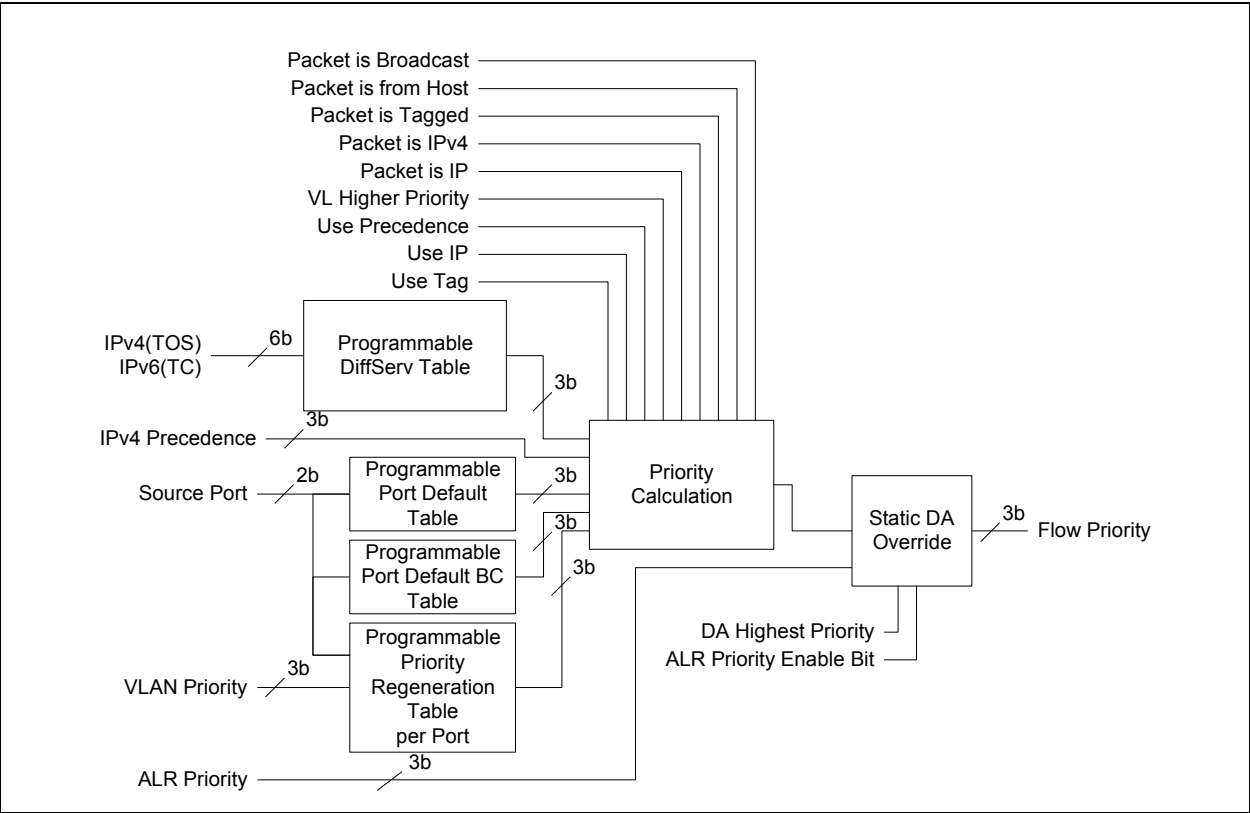 Packet is Broadcast
Packet is from Host
Packet is Tagged
Packet is IPv4
Packet is IP
VL Higher Priority
Use Precedence
Use IP
Use Tag
IPv4(TOS)
IPv6(TC)
6b
Programmable
DiffServ Table
3b
IPv4 Precedence
3b
Source Port
2b
Programmable
Port Default
Table
3b
Programmable
Port Default BC
Table
3b
Programmable
Priority
Regeneration
Table
per Port
3b
VLAN Priority
3b
ALR Priority
3b
Priority
Calculation
Static DA
Override
3b
Flow Priority
DA Highest Priority
ALR Priority Enable Bit